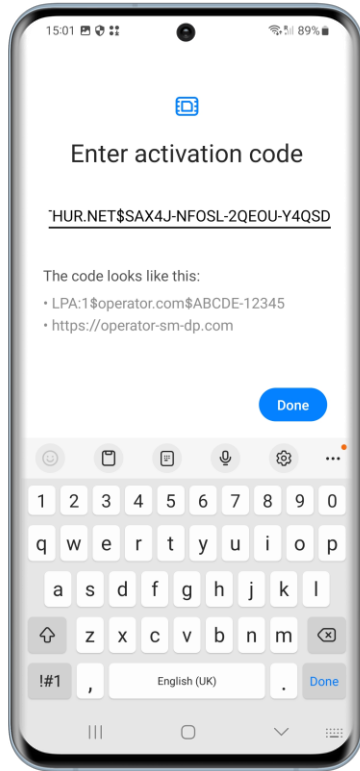 15:01 89%
Enter activation code
HUR.NET$SAX4J-NFOSL-2QEOU-Y4QSD
The code looks like this:
• LPA:1$operator.com$ABCDE-12345
• https://operator-sm-dp.com
Done
1 2 3 4 5 6 7 8 9 0
q w e r t y u i o p
a s d f g h j k l
z x c v b n m
!#1 , English (UK) . Done